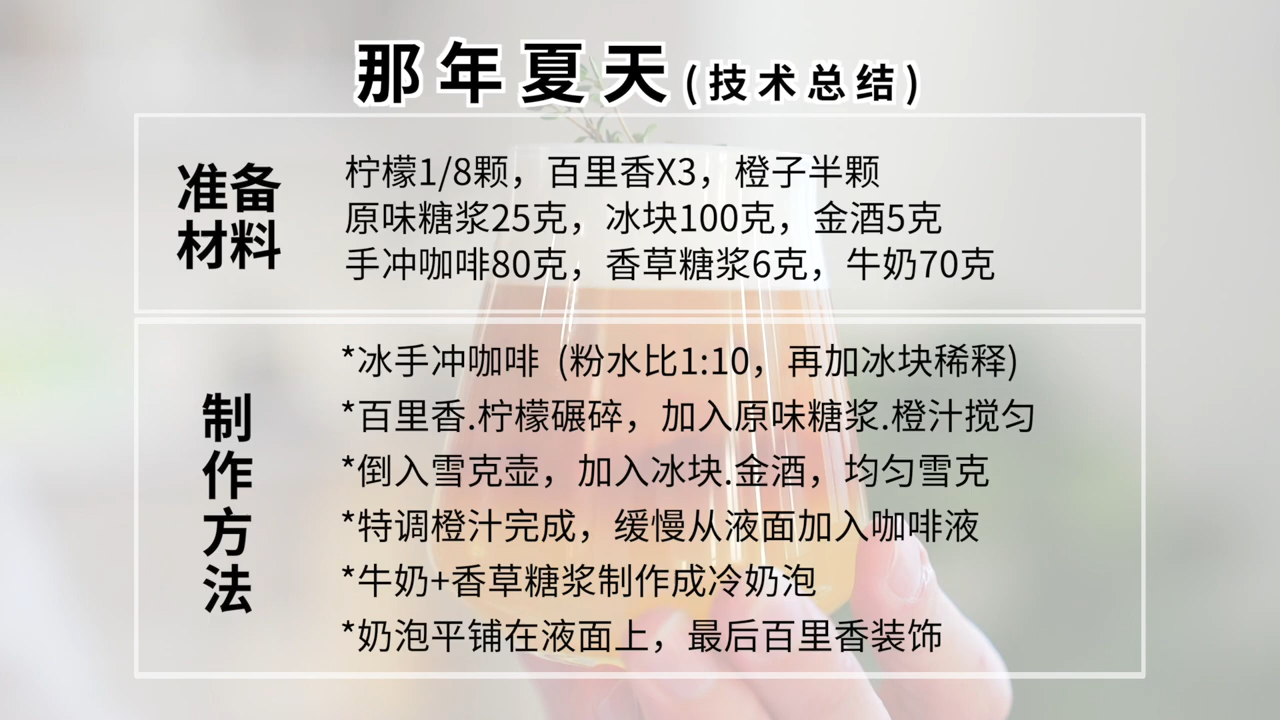 那年夏天(技术总结)
准备
材料
柠檬1/8颗，百里香X3，橙子半颗
原味糖浆25克，冰块100克，金酒5克
手冲咖啡80克，香草糖浆6克，牛奶70克
制
作
方
法
*冰手冲咖啡 (粉水比1:10，再加冰块稀释)
*百里香.柠檬碾碎，加入原味糖浆.橙汁搅匀
*倒入雪克壶，加入冰块.金酒，均匀雪克
*特调橙汁完成，缓慢从液面加入咖啡液
*牛奶+香草糖浆制作成冷奶泡
*奶泡平铺在液面上，最后百里香装饰